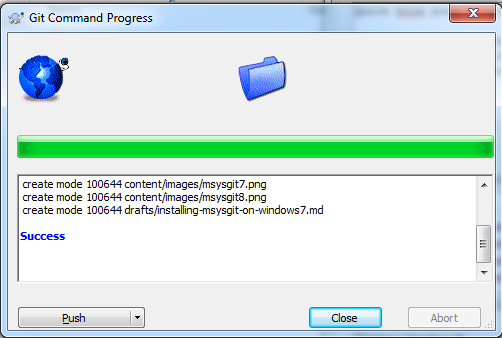 Git Command Progress
create mode 100644 content/images/msysgit7.png
create mode 100644 content/images/msysgit8.png
create mode 100644 drafts/installing-msysgit-on-windows7.md
Success
Push
Close
Abort